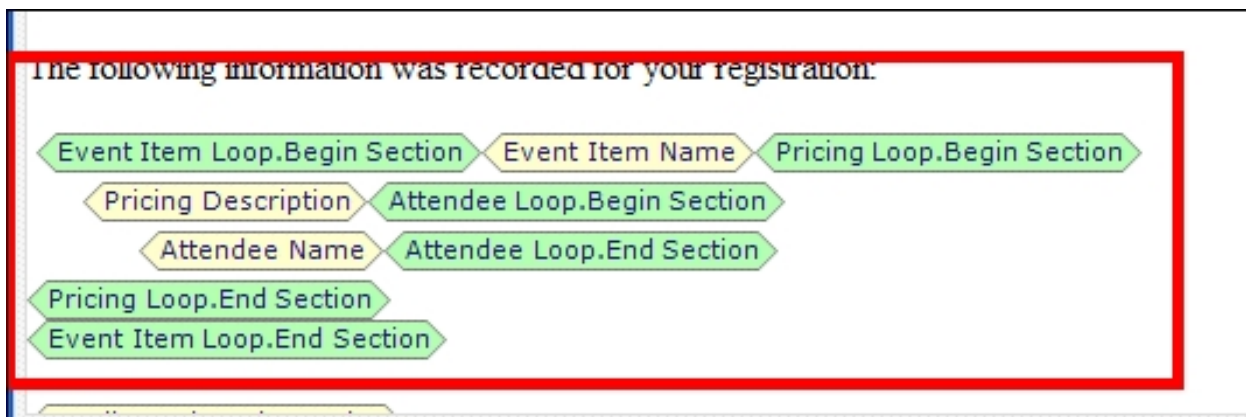 The following information was recorded for your registration:
Event Item Loop.Begin Section Event Item Name Pricing Loop.Begin Section
Pricing Description Attendee Loop.Begin Section
Attendee Name Attendee Loop.End Section
Pricing Loop.End Section
Event Item Loop.End Section